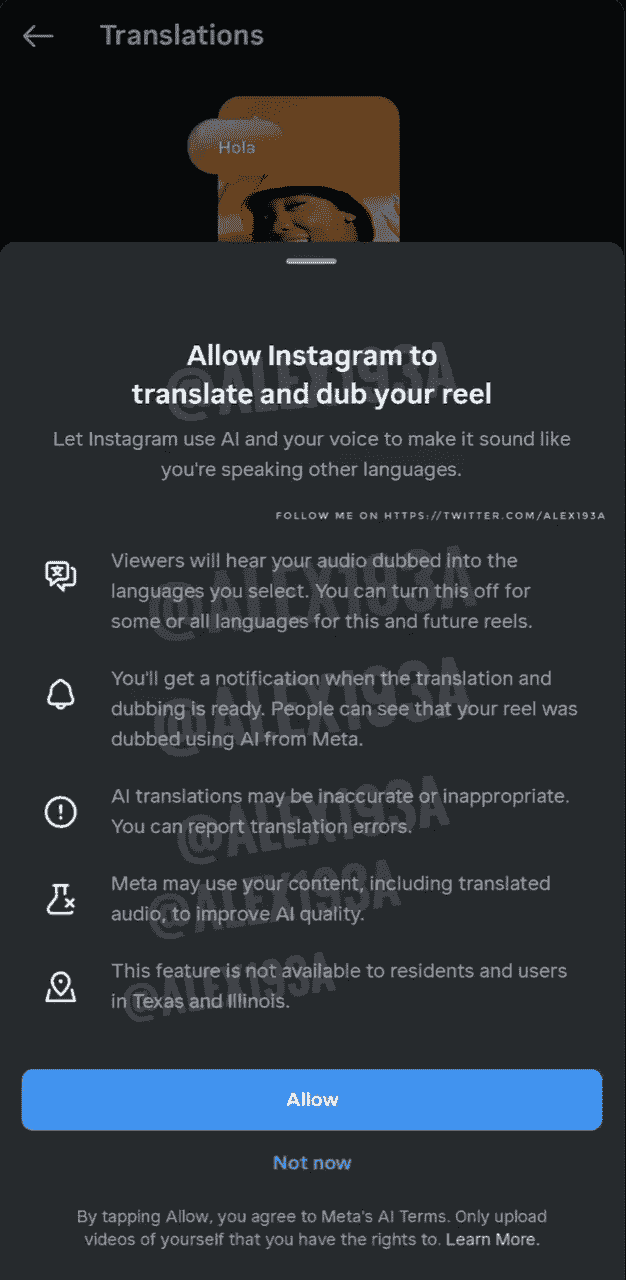 Translations
Hola
Allow Instagram to
translate and dub your reel
@ALEX193A
Let Instagram use AI and your voice to make it sound like
you're speaking other languages.
FOLLOW ME ON HTTPS://TWITTER.COM/ALEX193A
Viewers will hear your audio dubbed into the
languages you select. You can turn this off for
some or all languages for this and future reels.
@ALEX193A
You'll get a notification when the translation and
dubbing is ready. People can see that your reel was
dubbed using AI from Meta.
@ALEX193A
AI translations may be inaccurate or inappropriate.
You can report translation errors.
@ALEX193A
Meta may use your content, including translated
audio, to improve AI quality.
@ALEX193A
This feature is not available to residents and users
in Texas and Illinois.
@ALEX193A
Allow
Not now
By tapping Allow, you agree to Meta's AI Terms. Only upload
videos of yourself that you have the rights to. Learn More.